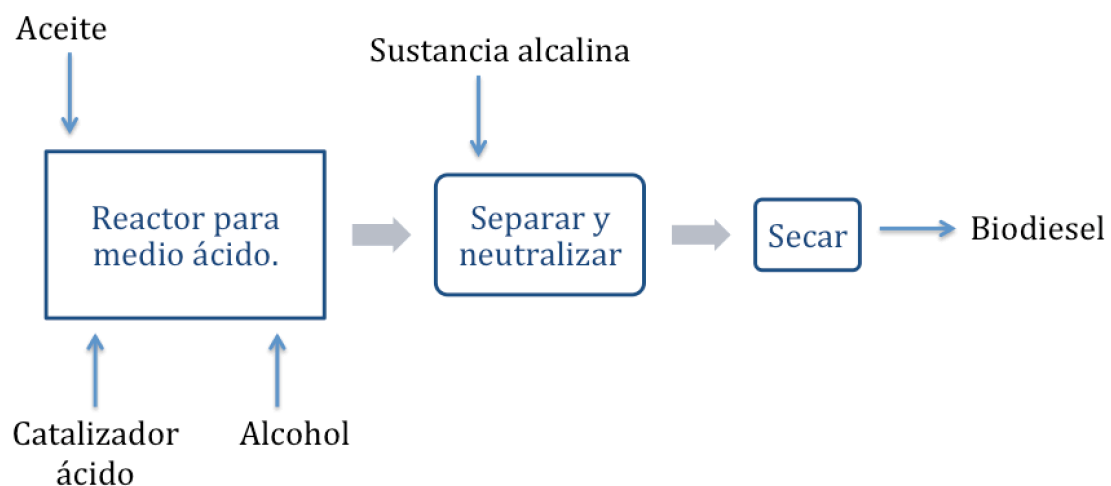 Aceite
Sustancia alcalina
Reactor para
medio ácido.
Separar y
neutralizar
Secar
Biodiesel
Catalizador
ácido
Alcohol